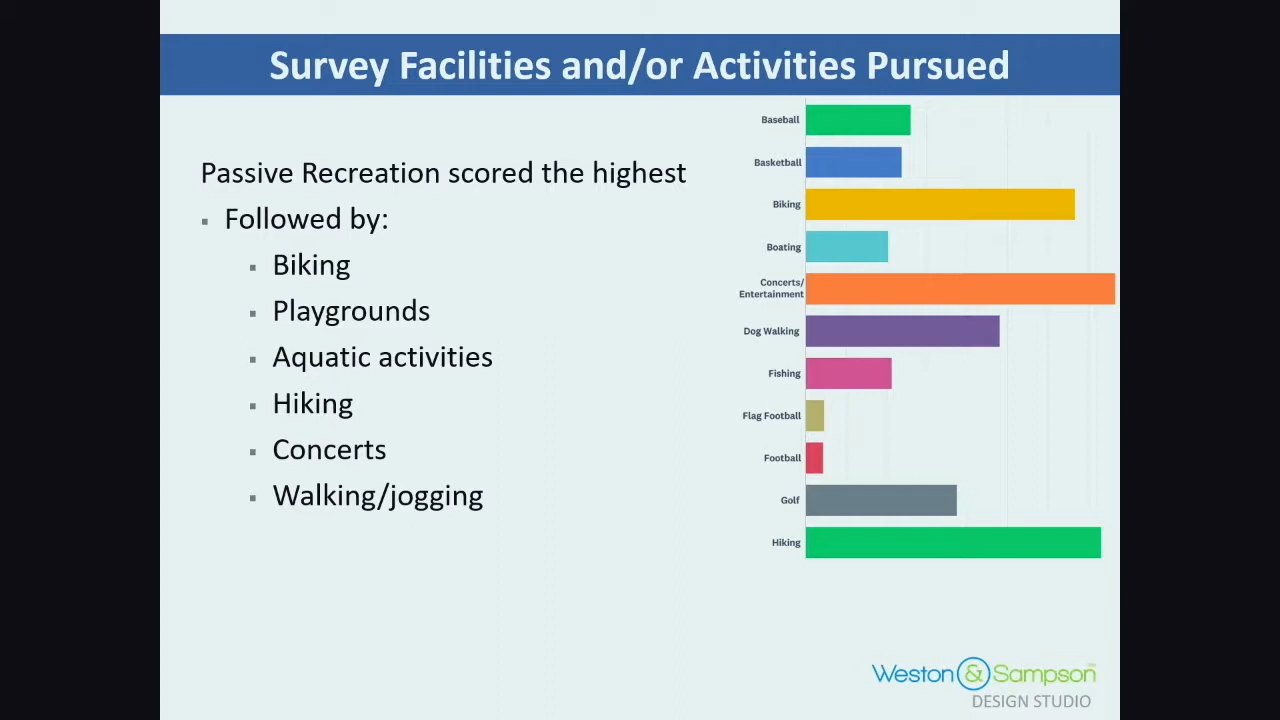 Survey Facilities and/or Activities Pursued
Passive Recreation scored the highest
Followed by:
Biking
Playgrounds
Aquatic activities
Hiking
Concerts
Walking/jogging
Baseball
Basketball
Biking
Boating
Concerts/
Entertainment
Dog Walking
Fishing
Flag Football
Football
Golf
Hiking
Weston & Sampson
DESIGN STUDIO